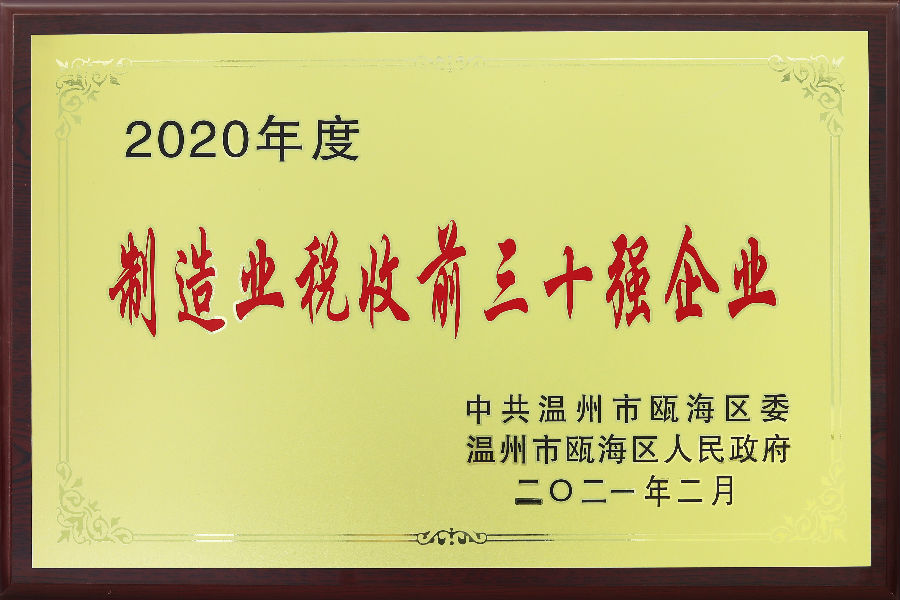 2020年度
制造业税收前三十强企业
中共温州市瓯海区委
温州市瓯海区人民政府
二〇二一年二月